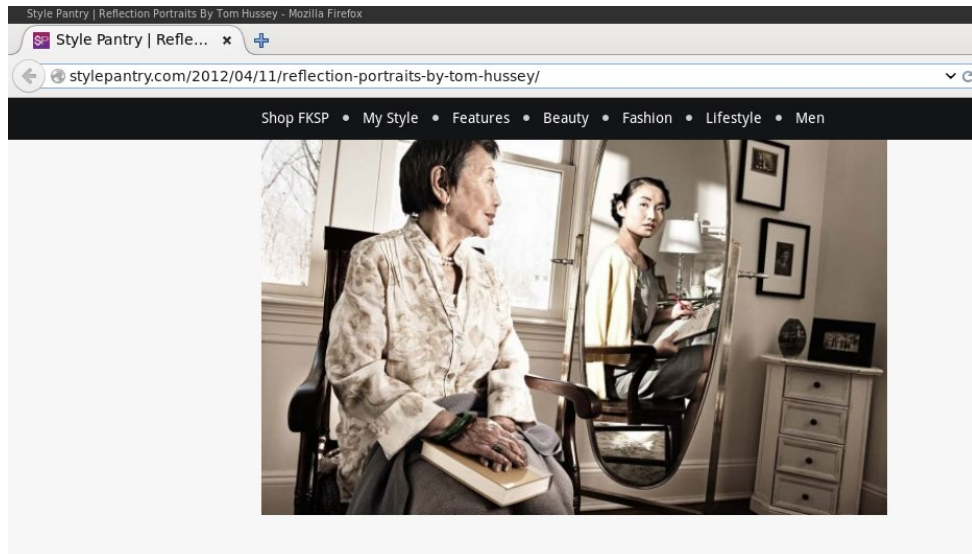 Style Pantry | Reflection Portraits By Tom Hussey - Mozilla Firefox
SP Style Pantry | Refle...
stylepantry.com/2012/04/11/reflection-portraits-by-tom-hussey/
Shop FKSP • My Style • Features • Beauty • Fashion • Lifestyle • Men